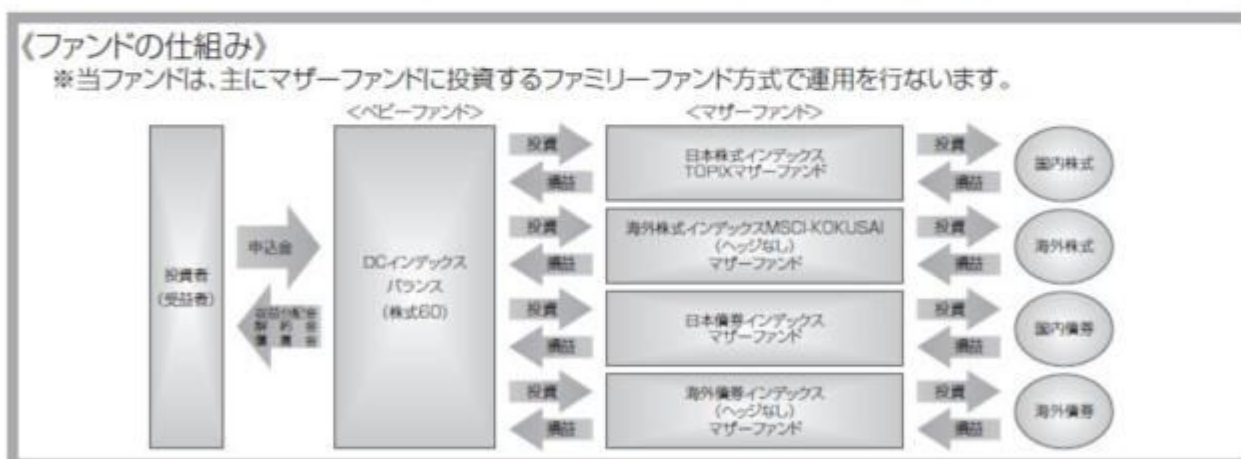 《ファンドの仕組み》
※当ファンドは、主にマザーファンドに投資するファミリーファンド方式で運用を行ないます。
<ベビーファンド>
<マザーファンド>
投資者
(受益者)
申込金
収益分配金
解約金
償還金
DCインデックス
バランス
(株式60)
投資
損益
日本株式インデックス
TOPIXマザーファンド
投資
損益
国内株式
投資
損益
海外株式インデックスMSCI-KOKUSAI
(ヘッジなし)
マザーファンド
投資
損益
海外株式
投資
損益
日本債券インデックス
マザーファンド
投資
損益
国内債券
投資
損益
海外債券インデックス
(ヘッジなし)
マザーファンド
投資
損益
海外債券